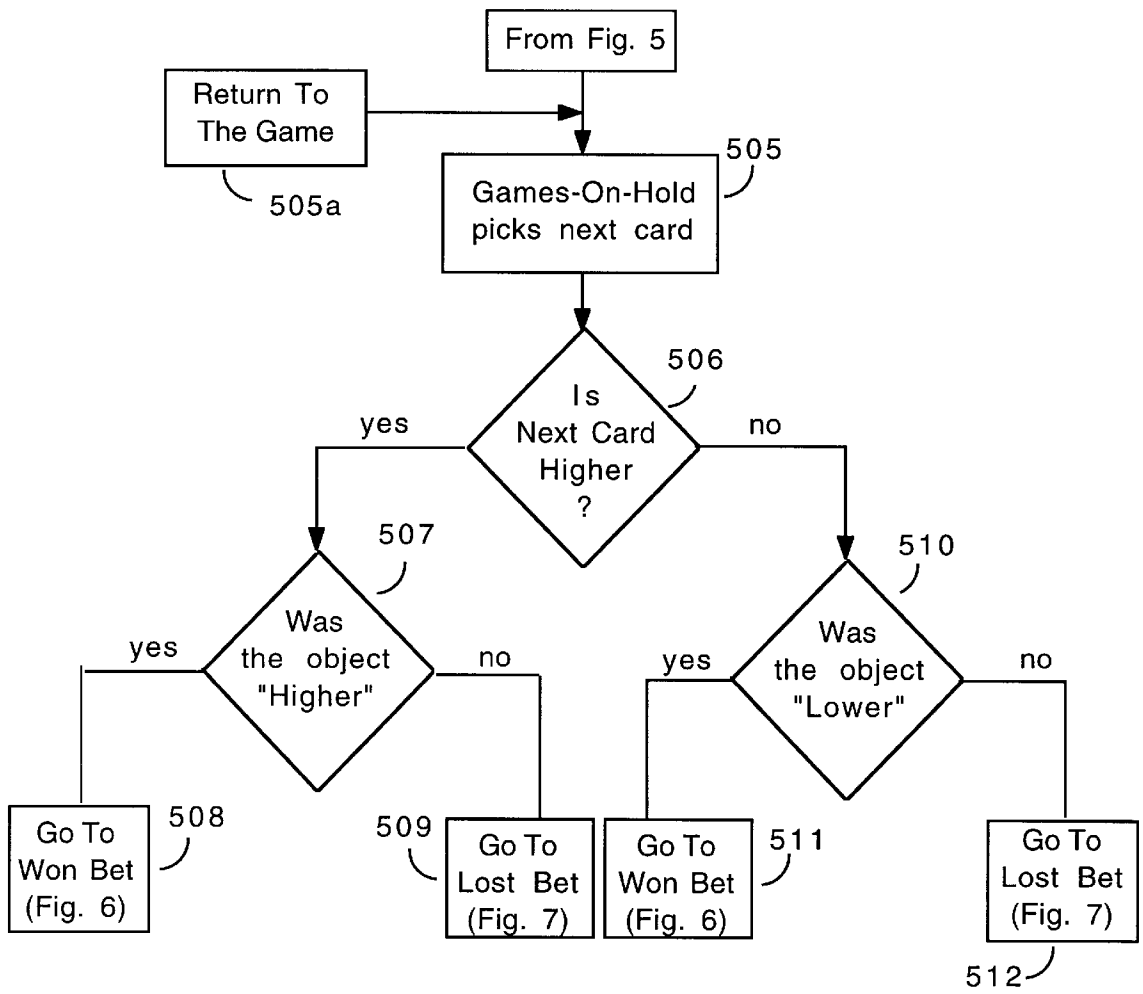 From Fig. 5
Return To
The Game
505a
505
Games-On-Hold
picks next card
506
Is
Next Card
Higher
?
yes
no
507
Was
the object
"Higher"
yes
no
510
Was
the object
"Lower"
yes
no
508
Go To
Won Bet
(Fig. 6)
509
Go To
Lost Bet
(Fig. 7)
511
Go To
Won Bet
(Fig. 6)
Go To
Lost Bet
(Fig. 7)
512